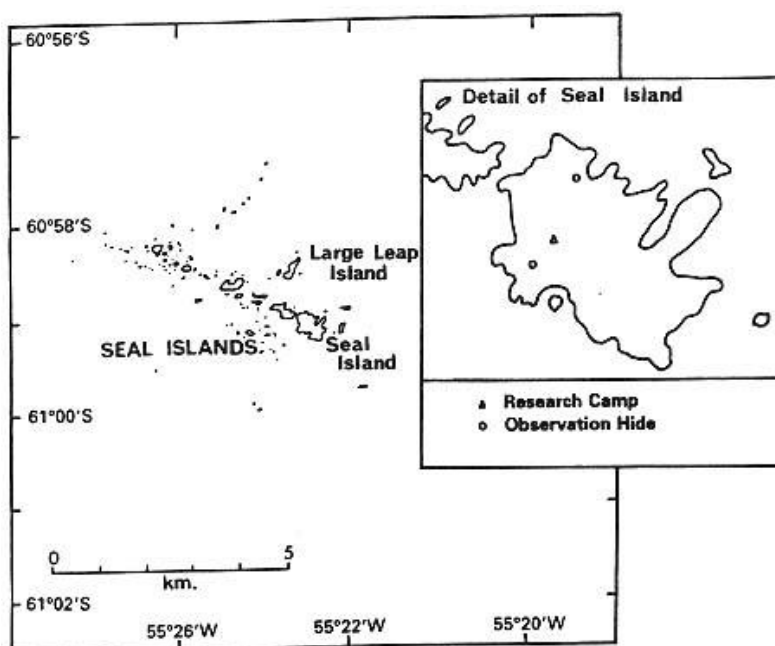 60°56'S
Detail of Seal Island
60°58'S
Large Leap
Island
SEAL ISLANDS
Seal
Island
Research Camp
Observation Hide
61°00'S
0 5
km.
61°02'S
55°26'W 55°22'W 55°20'W